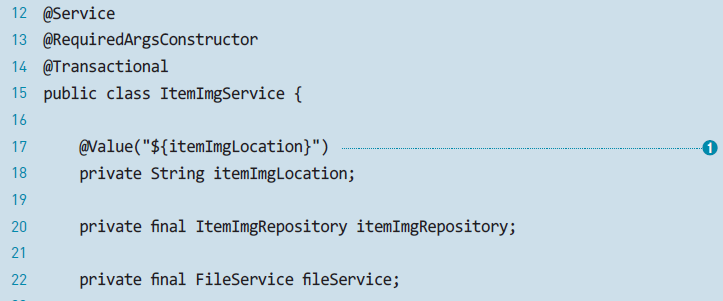 12 @Service
13 @RequiredArgsConstructor
14 @Transactional
15 public class ItemImgService {
16
17 @Value("${itemImgLocation}") 1
18 private String itemImgLocation;
19
20 private final ItemImgRepository itemImgRepository;
21
22 private final FileService fileService;